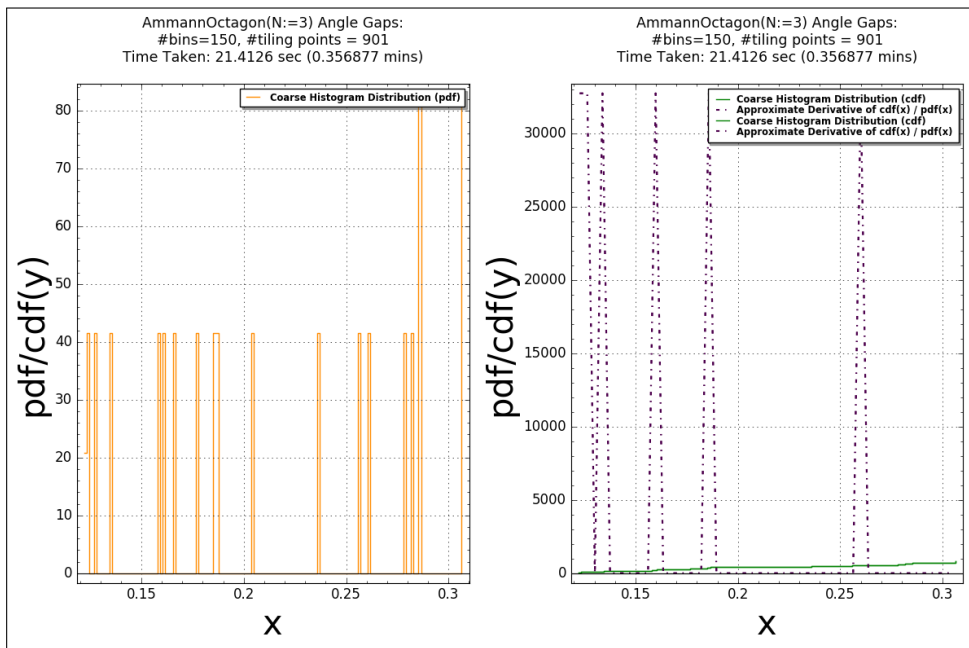 AmmannOctagon(N:=3) Angle Gaps:
#bins=150, #tiling points = 901
Time Taken: 21.4126 sec (0.356877 mins)
Coarse Histogram Distribution (pdf)
pdf/cdf(y)
80
70
60
50
40
30
20
10
0
0.15
0.2
0.25
0.3
x
AmmannOctagon(N:=3) Angle Gaps:
#bins=150, #tiling points = 901
Time Taken: 21.4126 sec (0.356877 mins)
Coarse Histogram Distribution (cdf)
Approximate Derivative of cdf(x) / pdf(x)
Coarse Histogram Distribution (cdf)
Approximate Derivative of cdf(x) / pdf(x)
pdf/cdf(y)
30000
25000
20000
15000
10000
5000
0
0.15
0.2
0.25
0.3
x